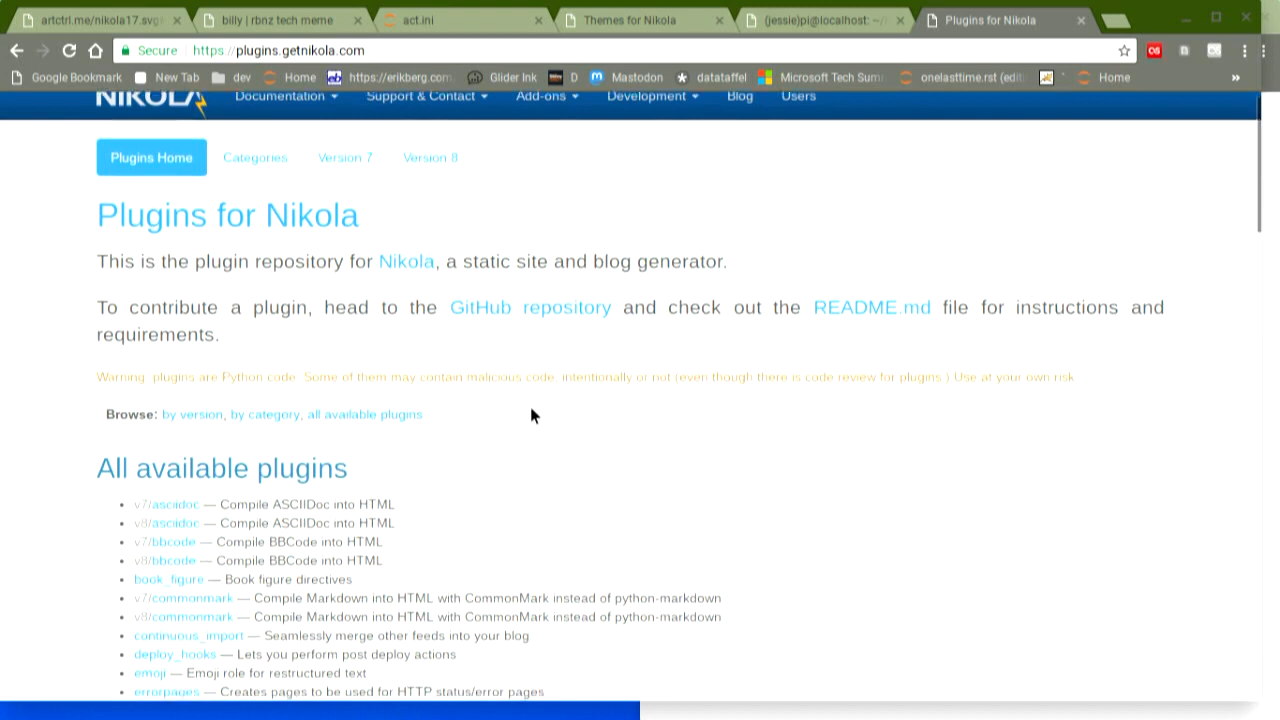 artctrl.me/nikola17.svg
billy | rbnz tech meme
act.ini
Themes for Nikola
(jessie)pi@localhost: ~/
Plugins for Nikola
Secure https://plugins.getnikola.com
Google Bookmark New Tab dev Home https://erikberg.com Glider Ink D Mastodon datataffel Microsoft Tech Sum onelasttime.rst (edit Home »
NIKOLA Documentation Support & Contact Add-ons Development Blog Users
Plugins Home Categories Version 7 Version 8
Plugins for Nikola
This is the plugin repository for Nikola, a static site and blog generator.
To contribute a plugin, head to the GitHub repository and check out the README.md file for instructions and
requirements.
Warning: plugins are Python code. Some of them may contain malicious code, intentionally or not (even though there is code review for plugins.) Use at your own risk.
Browse: by version, by category, all available plugins
All available plugins
• v7/asciidoc — Compile ASCIIDoc into HTML
• v8/asciidoc — Compile ASCIIDoc into HTML
• v7/bbcode — Compile BBCode into HTML
• v8/bbcode — Compile BBCode into HTML
• book_figure — Book figure directives
• v7/commonmark — Compile Markdown into HTML with CommonMark instead of python-markdown
• v8/commonmark — Compile Markdown into HTML with CommonMark instead of python-markdown
• continuous_import — Seamlessly merge other feeds into your blog
• deploy_hooks — Lets you perform post deploy actions
• emoji — Emoji role for restructured text
• errorpages — Creates pages to be used for HTTP status/error pages